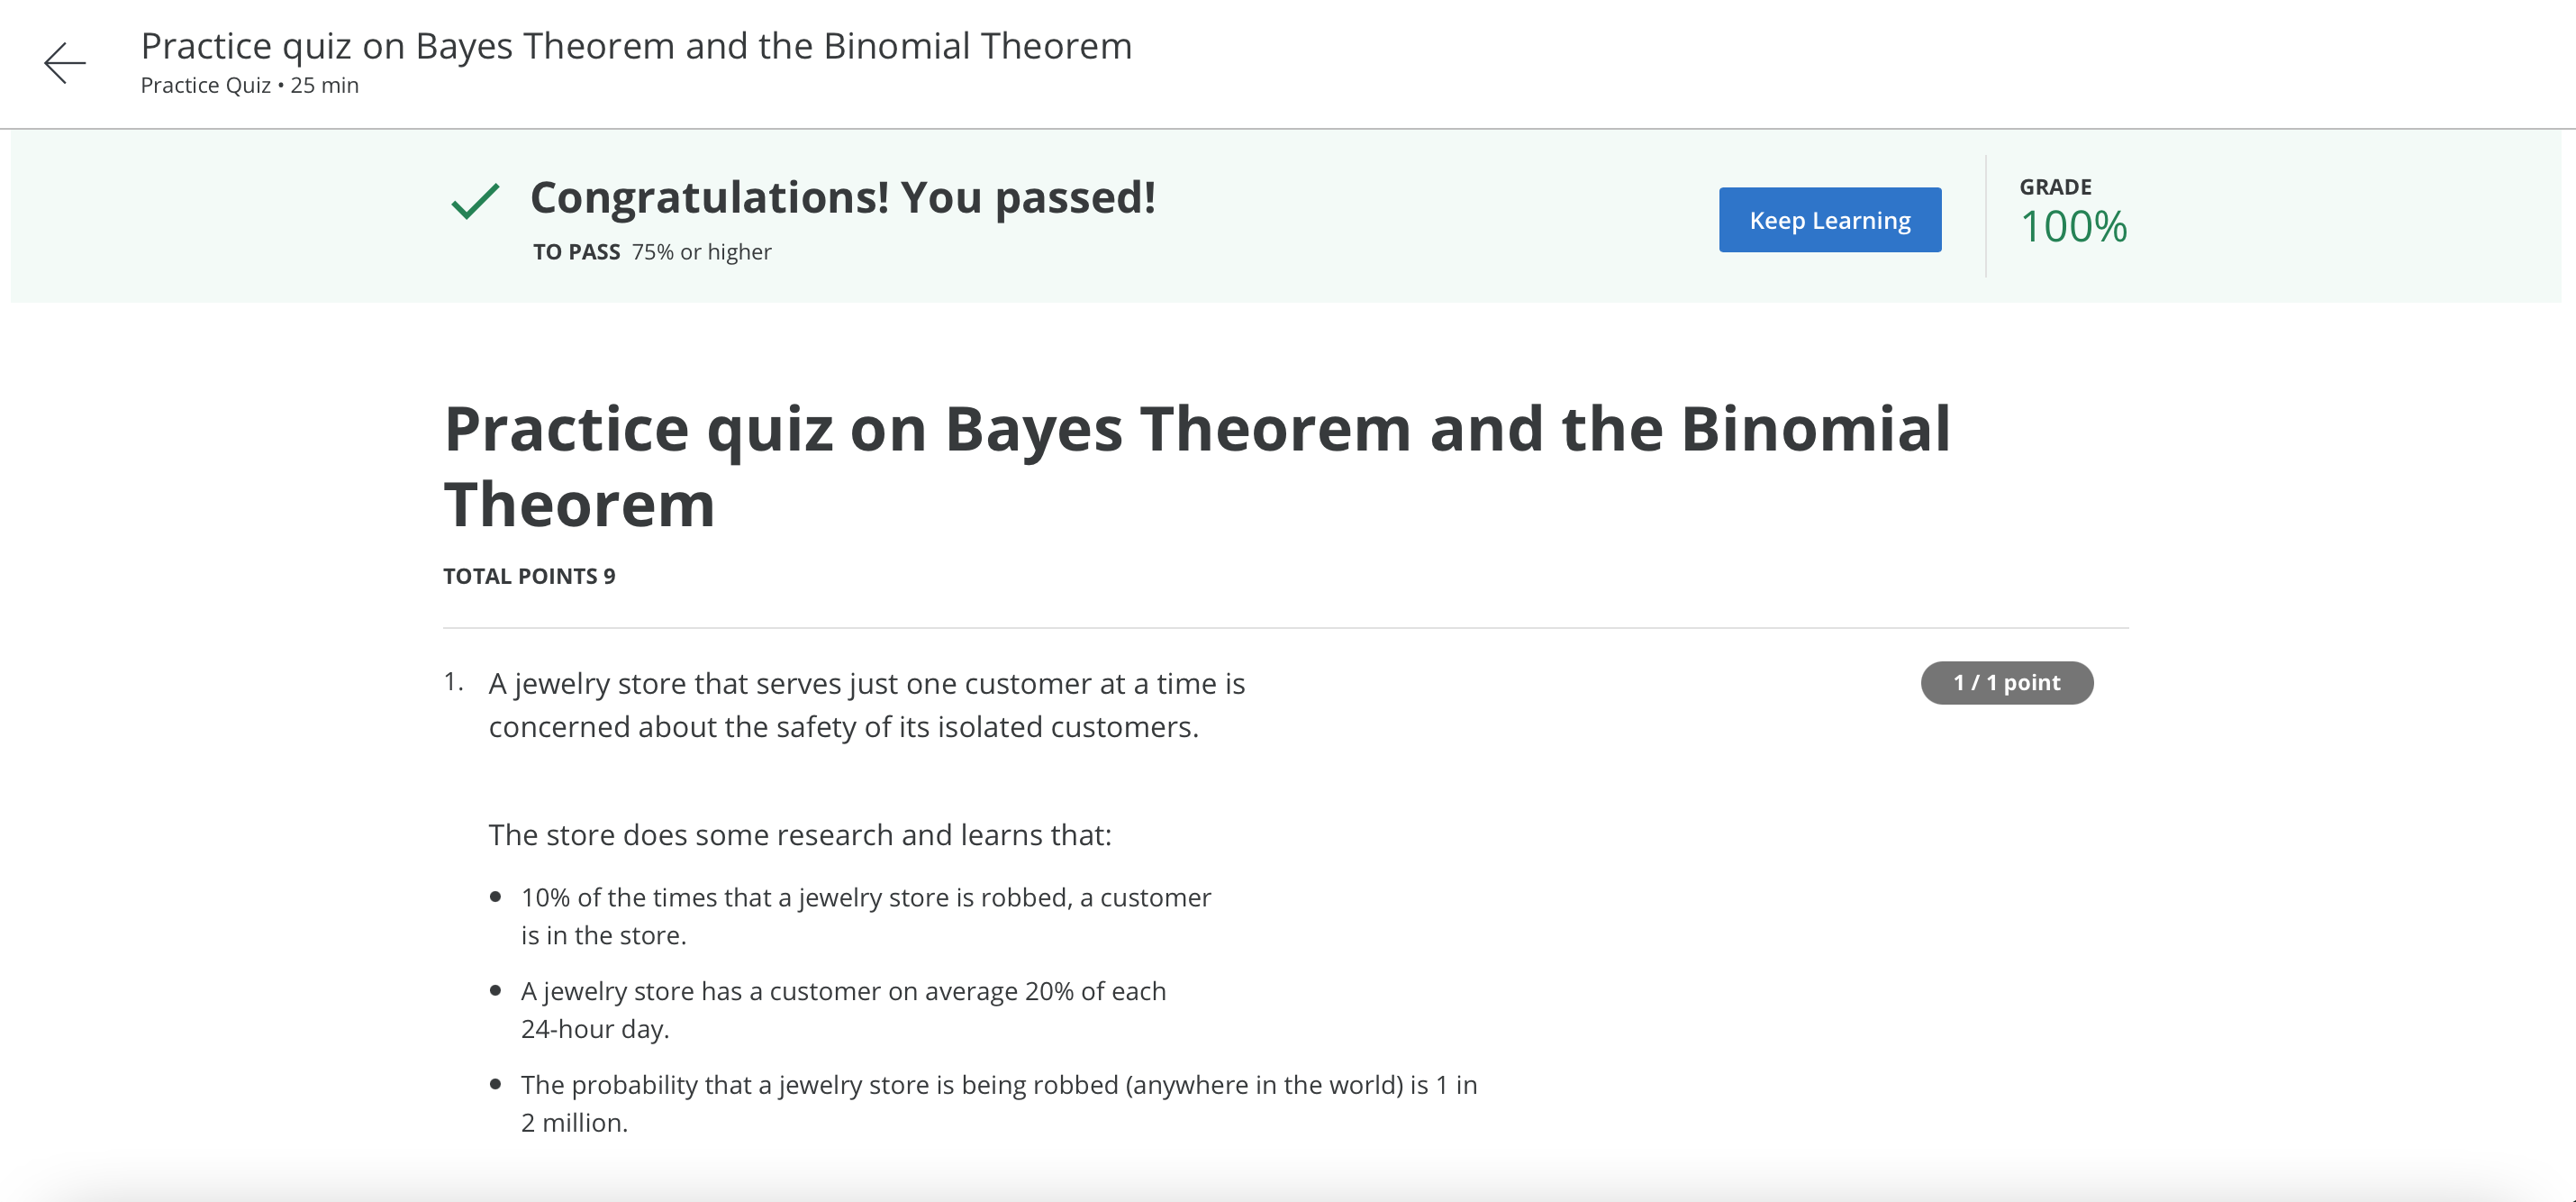 Practice quiz on Bayes Theorem and the Binomial Theorem
Practice Quiz • 25 min
Congratulations! You passed!
TO PASS 75% or higher
Keep Learning
GRADE
100%
Practice quiz on Bayes Theorem and the Binomial
Theorem
TOTAL POINTS 9
1. A jewelry store that serves just one customer at a time is
concerned about the safety of its isolated customers.
1 / 1 point
The store does some research and learns that:
• 10% of the times that a jewelry store is robbed, a customer
is in the store.
• A jewelry store has a customer on average 20% of each
24-hour day.
• The probability that a jewelry store is being robbed (anywhere in the world) is 1 in
2 million.